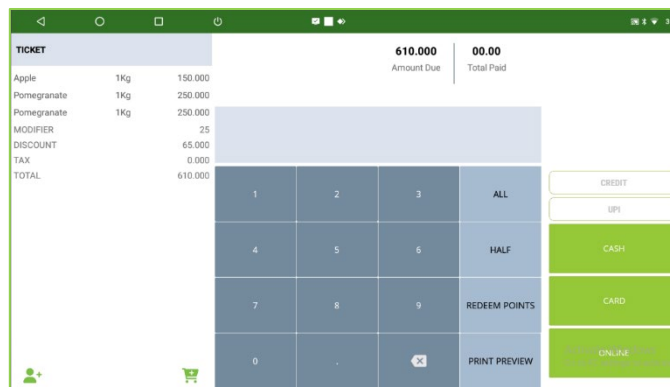 TICKET
Apple 1Kg 150.000
Pomegranate 1Kg 250.000
Pomegranate 1Kg 250.000
MODIFIER 25
DISCOUNT 65.000
TAX 0.000
TOTAL 610.000
610.000 00.00
Amount Due Total Paid
1 2 3 ALL
4 5 6 HALF
7 8 9 REDEEM POINTS
0 . PRINT PREVIEW
CREDIT
UPI
CASH
CARD
ONLINE